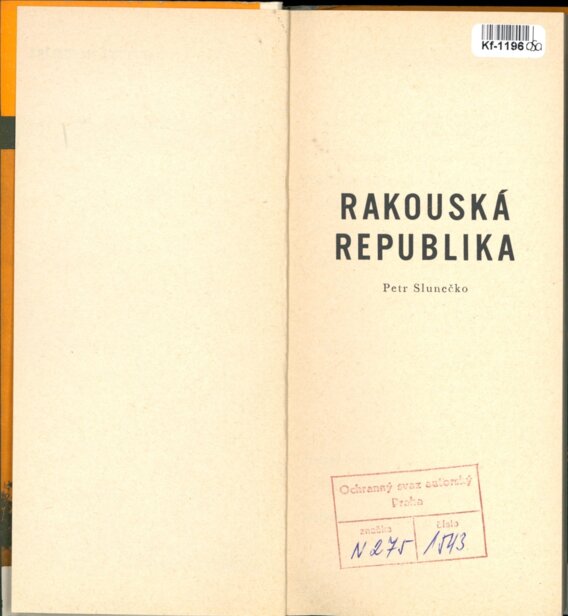 Kf-1196
RAKOUSKÁ
REPUBLIKA
Petr Slunečko
Ochranný svaz autorský
Praha
značka
číslo
N 275
1543